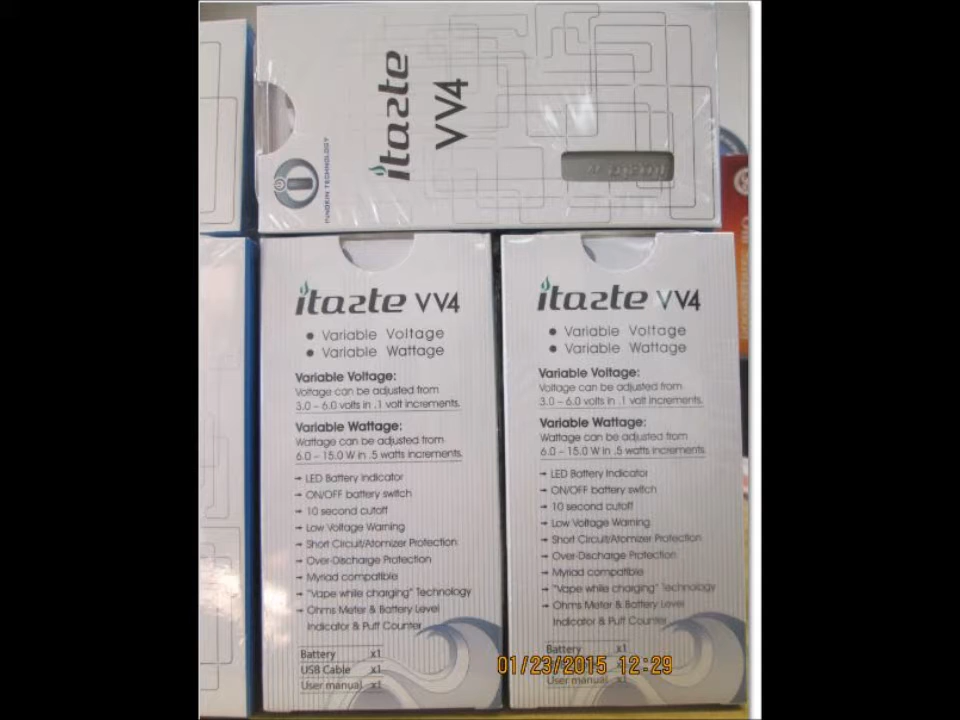 itazte
VV4
INNOKIN TECHNOLOGY
itazte VV4
• Variable Voltage
• Variable Wattage
Variable Voltage:
Voltage can be adjusted from
3.0 – 6.0 volts in .1 volt increments.
Variable Wattage:
Wattage can be adjusted from
6.0 – 15.0 W in .5 watts increments.
→ LED Battery Indicator
→ ON/OFF battery switch
→ 10 second cutoff
→ Low Voltage Warning
→ Short Circuit/Atomizer Protection
→ Over-Discharge Protection
→ Myriad compatible
→ "Vape while charging" Technology
→ Ohms Meter & Battery Level
Indicator & Puff Counter
Battery x1
USB Cable x1
User manual x1
itazte VV4
• Variable Voltage
• Variable Wattage
Variable Voltage:
Voltage can be adjusted from
3.0 – 6.0 volts in .1 volt increments.
Variable Wattage:
Wattage can be adjusted from
6.0 – 15.0 W in .5 watts increments
→ LED Battery Indicator
→ ON/OFF battery switch
→ 10 second cutoff
→ Low Voltage Warning
→ Short Circuit/Atomizer Protection
→ Over-Discharge Protection
→ Myriad compatible
→ "Vape while charging" Technology
→ Ohms Meter & Battery Level
Indicator & Puff Counter
Battery x1
User manual x1
01/23/2015 12:29